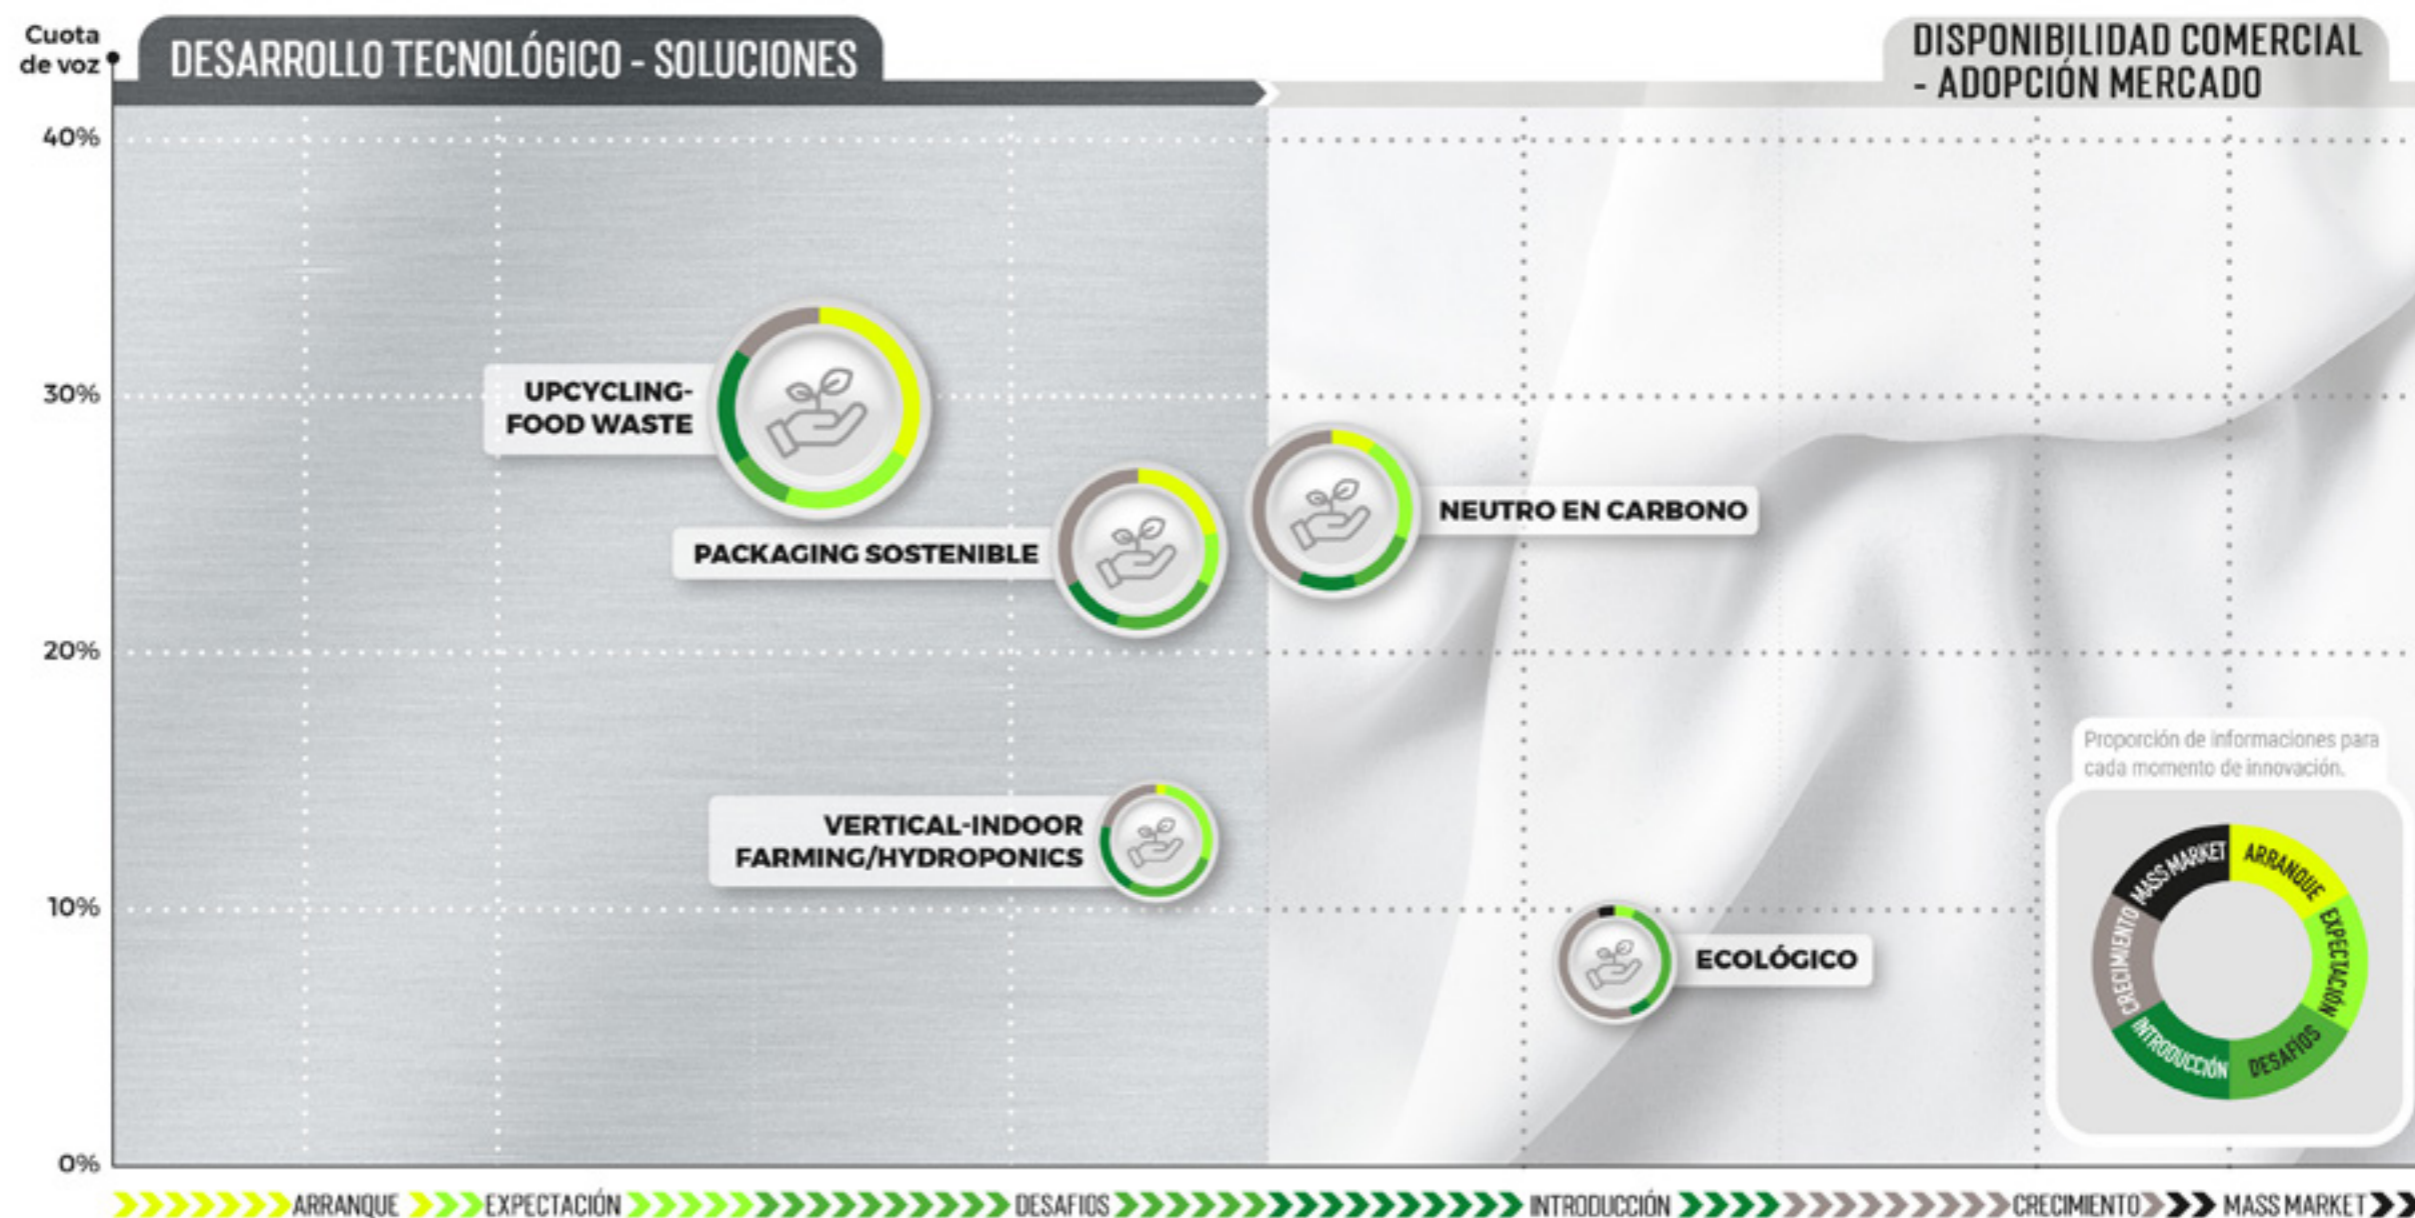 Cuota
de voz
DESARROLLO TECNOLÓGICO - SOLUCIONES
DISPONIBILIDAD COMERCIAL
- ADOPCIÓN MERCADO
40%
30%
20%
10%
0%
UPCYCLING-
FOOD WASTE
PACKAGING SOSTENIBLE
NEUTRO EN CARBONO
VERTICAL-INDOOR
FARMING/HYDROPONICS
ECOLÓGICO
Proporción de informaciones para
cada momento de innovación.
ARRANQUE
EXPECTACIÓN
DESAFÍOS
INTRODUCCIÓN
CRECIMIENTO
MASS MARKET
ARRANQUE EXPECTACIÓN DESAFIOS INTRODUCCIÓN CRECIMIENTO MASS MARKET